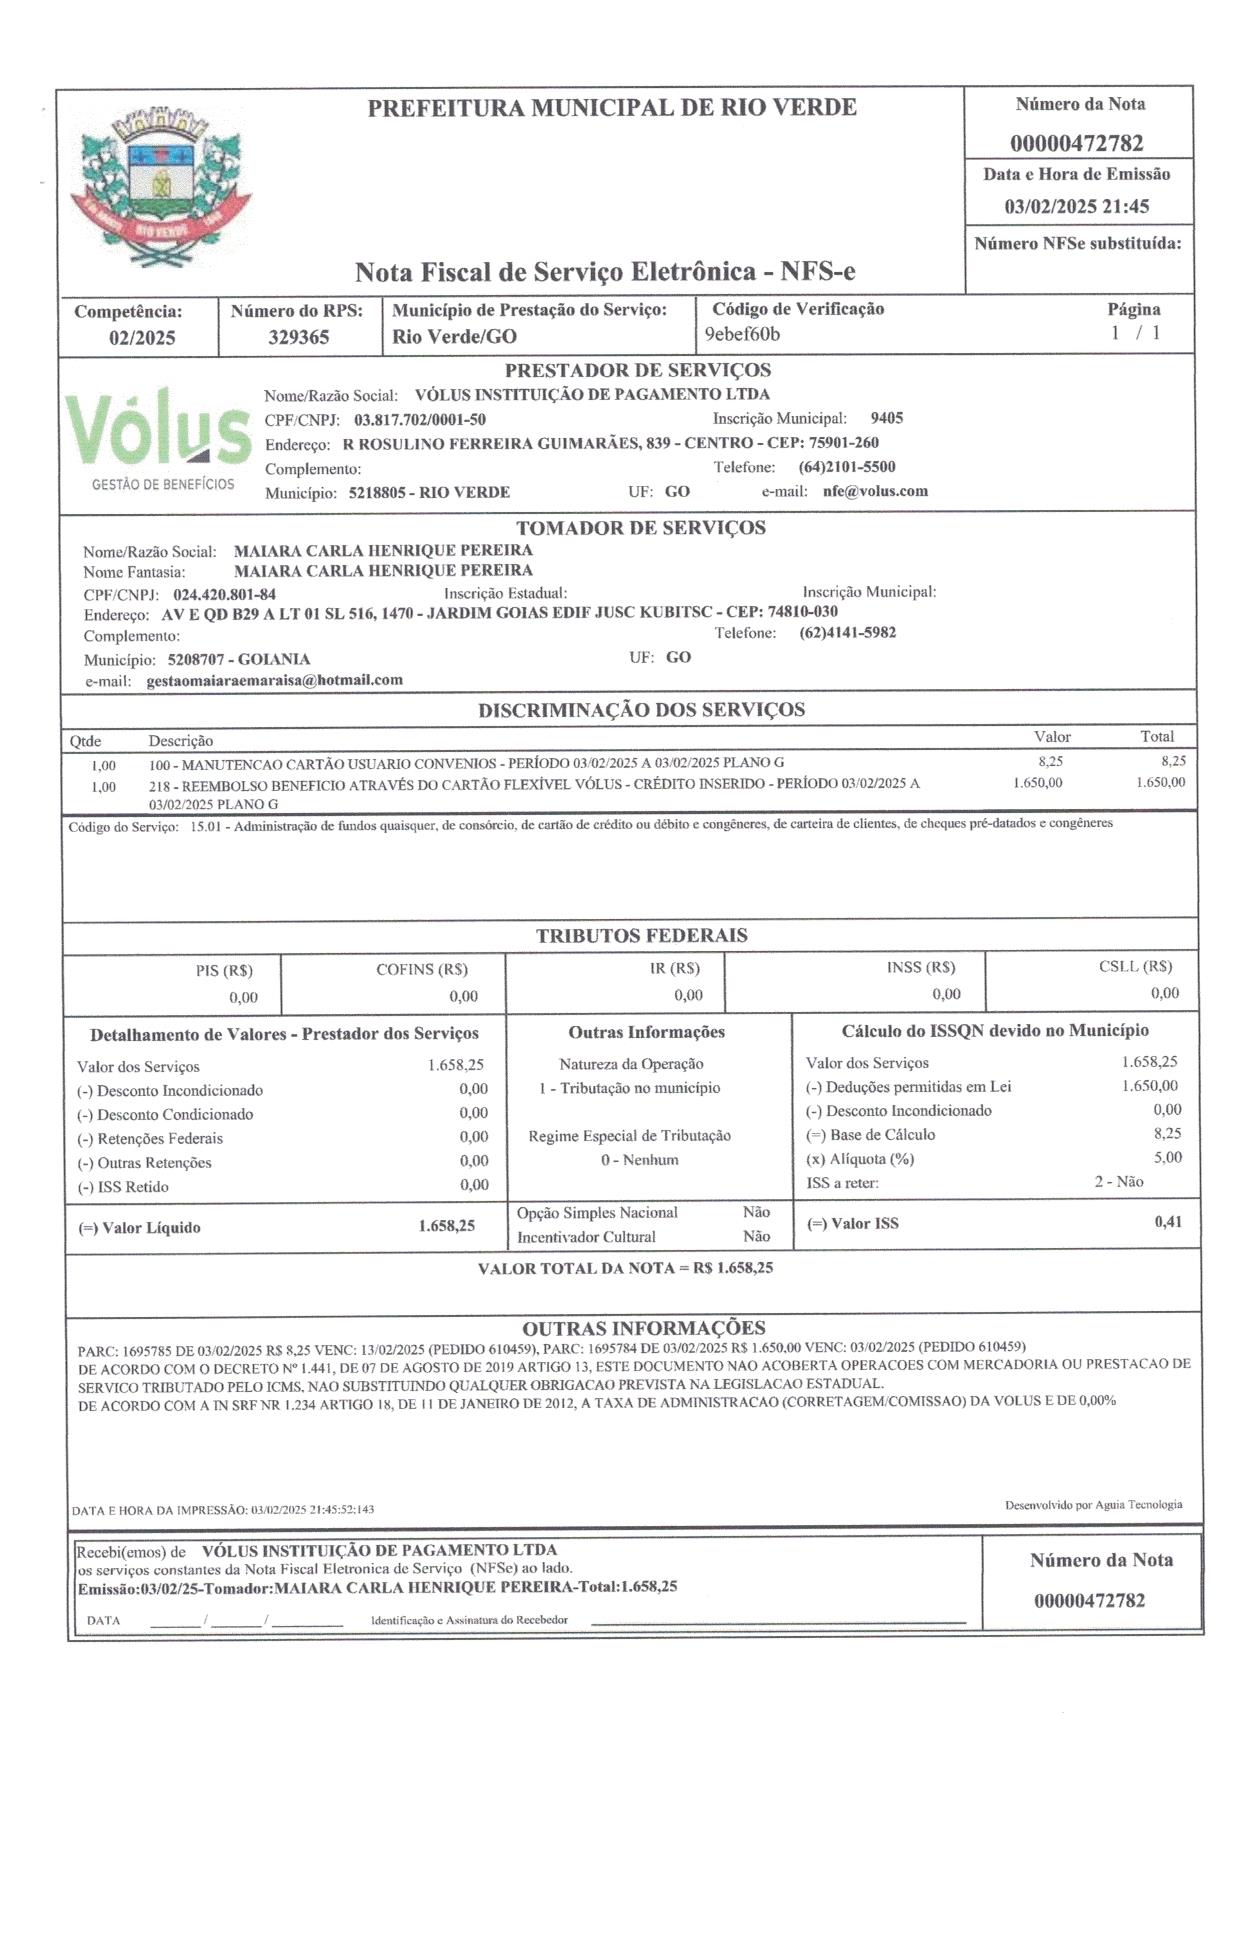 PREFEITURA MUNICIPAL DE RIO VERDE
Número da Nota
00000472782
Data e Hora de Emissão
03/02/2025 21:45
Número NFSe substituída:
RIO VERDE
Nota Fiscal de Serviço Eletrônica - NFS-e
Competência: Número do RPS: Município de Prestação do Serviço: Código de Verificação Página
02/2025 329365 Rio Verde/GO 9ebef60b 1 / 1
PRESTADOR DE SERVIÇOS
Vólus
GESTÃO DE BENEFÍCIOS
Nome/Razão Social: VÓLUS INSTITUIÇÃO DE PAGAMENTO LTDA
CPF/CNPJ: 03.817.702/0001-50 Inscrição Municipal: 9405
Endereço: R ROSULINO FERREIRA GUIMARÃES, 839 - CENTRO - CEP: 75901-260
Complemento: Telefone: (64)2101-5500
Município: 5218805 - RIO VERDE UF: GO e-mail: nfe@volus.com
TOMADOR DE SERVIÇOS
Nome/Razão Social: MAIARA CARLA HENRIQUE PEREIRA
Nome Fantasia: MAIARA CARLA HENRIQUE PEREIRA
CPF/CNPJ: 024.420.801-84 Inscrição Estadual: Inscrição Municipal:
Endereço: AV E QD B29 A LT 01 SL 516, 1470 - JARDIM GOIAS EDIF JUSC KUBITSC - CEP: 74810-030
Complemento: Telefone: (62)4141-5982
Município: 5208707 - GOIANIA UF: GO
e-mail: gestaomaiaraemaraisa@hotmail.com
DISCRIMINAÇÃO DOS SERVIÇOS
Qtde Descrição Valor Total
1,00 100 - MANUTENCAO CARTÃO USUARIO CONVENIOS - PERÍODO 03/02/2025 A 03/02/2025 PLANO G 8,25 8,25
1,00 218 - REEMBOLSO BENEFICIO ATRAVÉS DO CARTÃO FLEXÍVEL VÓLUS - CRÉDITO INSERIDO - PERÍODO 03/02/2025 A 1.650,00 1.650,00
03/02/2025 PLANO G
Código do Serviço: 15.01 - Administração de fundos quaisquer, de consórcio, de cartão de crédito ou débito e congêneres, de carteira de clientes, de cheques pré-datados e congêneres
TRIBUTOS FEDERAIS
PIS (R$) COFINS (R$) IR (R$) INSS (R$) CSLL (R$)
0,00 0,00 0,00 0,00 0,00
Detalhamento de Valores - Prestador dos Serviços
Valor dos Serviços 1.658,25
(-) Desconto Incondicionado 0,00
(-) Desconto Condicionado 0,00
(-) Retenções Federais 0,00
(-) Outras Retenções 0,00
(-) ISS Retido 0,00
(=) Valor Líquido 1.658,25
Outras Informações
Natureza da Operação
1 - Tributação no município
Regime Especial de Tributação
0 - Nenhum
Opção Simples Nacional Não
Incentivador Cultural Não
Cálculo do ISSQN devido no Município
Valor dos Serviços 1.658,25
(-) Deduções permitidas em Lei 1.650,00
(-) Desconto Incondicionado 0,00
(=) Base de Cálculo 8,25
(x) Alíquota (%) 5,00
ISS a reter: 2 - Não
(=) Valor ISS 0,41
VALOR TOTAL DA NOTA = R$ 1.658,25
OUTRAS INFORMAÇÕES
PARC: 1695785 DE 03/02/2025 R$ 8,25 VENC: 13/02/2025 (PEDIDO 610459), PARC: 1695784 DE 03/02/2025 R$ 1.650,00 VENC: 03/02/2025 (PEDIDO 610459)
DE ACORDO COM O DECRETO Nº 1.441, DE 07 DE AGOSTO DE 2019 ARTIGO 13, ESTE DOCUMENTO NAO ACOBERTA OPERACOES COM MERCADORIA OU PRESTACAO DE
SERVICO TRIBUTADO PELO ICMS, NAO SUBSTITUINDO QUALQUER OBRIGACAO PREVISTA NA LEGISLACAO ESTADUAL.
DE ACORDO COM A IN SRF NR 1.234 ARTIGO 18, DE 11 DE JANEIRO DE 2012, A TAXA DE ADMINISTRACAO (CORRETAGEM/COMISSAO) DA VOLUS E DE 0,00%
DATA E HORA DA IMPRESSÃO: 03/02/2025 21:45:52:143 Desenvolvido por Aguia Tecnologia
Recebi(emos) de VÓLUS INSTITUIÇÃO DE PAGAMENTO LTDA
os serviços constantes da Nota Fiscal Eletronica de Serviço (NFSe) ao lado.
Emissão:03/02/25-Tomador:MAIARA CARLA HENRIQUE PEREIRA-Total:1.658,25
DATA ______/______/________ Identificação e Assinatura do Recebedor
Número da Nota
00000472782